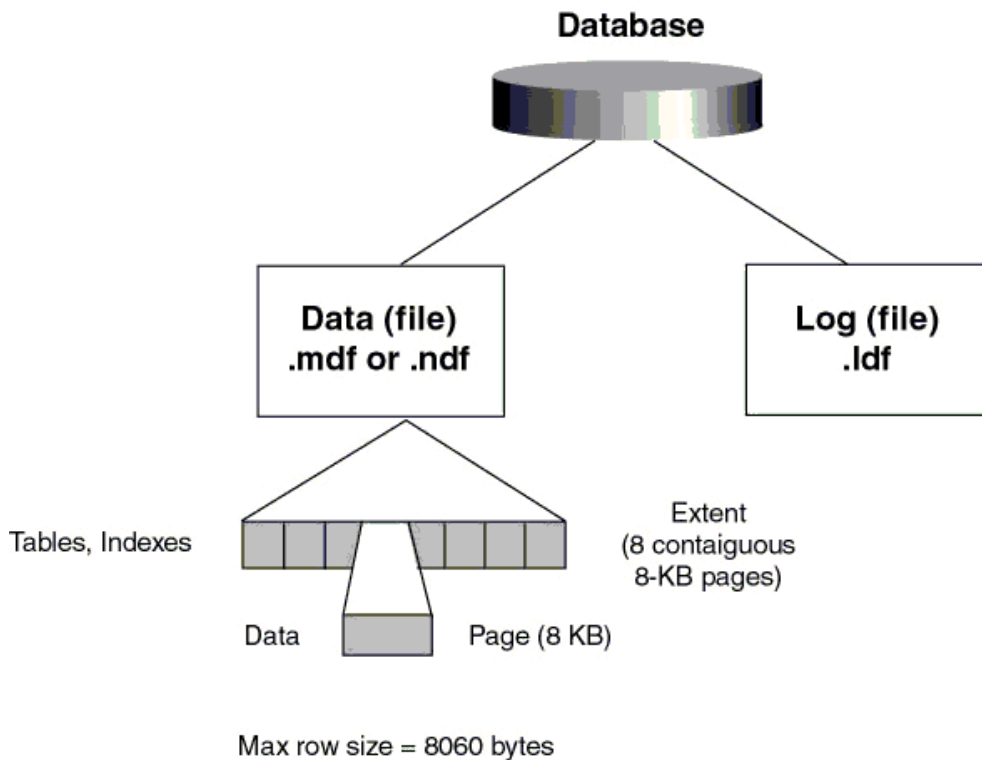 Database
Data (file)
.mdf or .ndf
Log (file)
.ldf
Tables, Indexes
Extent
(8 contaiguous
8-KB pages)
Data
Page (8 KB)
Max row size = 8060 bytes